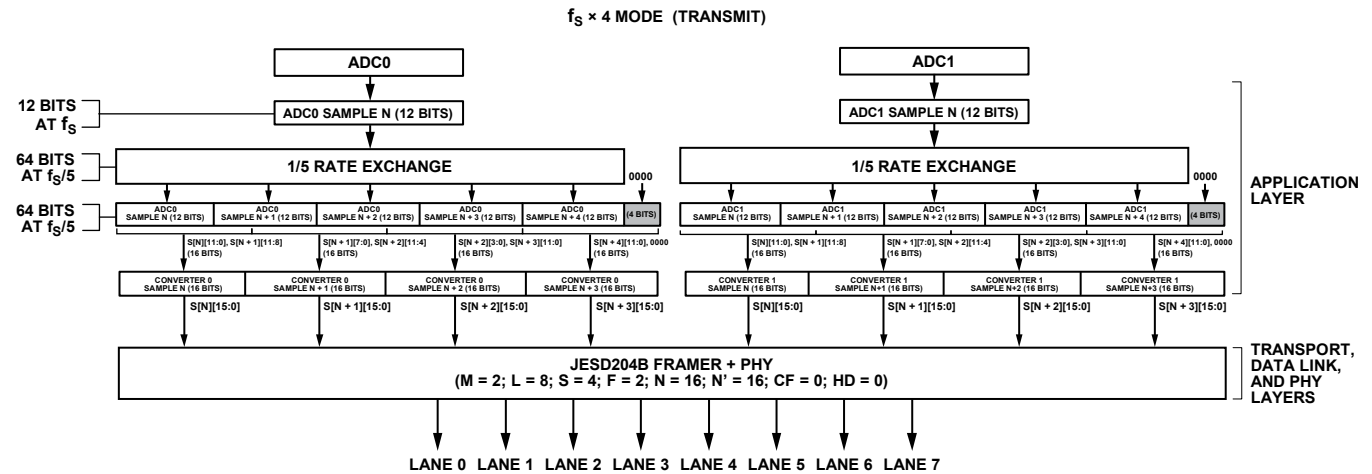 fS × 4 MODE (TRANSMIT)
ADC0
ADC1
12 BITS
AT fS
ADC0 SAMPLE N (12 BITS)
ADC1 SAMPLE N (12 BITS)
64 BITS
AT fS/5
1/5 RATE EXCHANGE
0000
1/5 RATE EXCHANGE
0000
APPLICATION
LAYER
64 BITS
AT fS/5
ADC0
SAMPLE N (12 BITS)
ADC0
SAMPLE N + 1 (12 BITS)
ADC0
SAMPLE N + 2 (12 BITS)
ADC0
SAMPLE N + 3 (12 BITS)
ADC0
SAMPLE N + 4 (12 BITS)
(4 BITS)
ADC1
SAMPLE N (12 BITS)
ADC1
SAMPLE N + 1 (12 BITS)
ADC1
SAMPLE N + 2 (12 BITS)
ADC1
SAMPLE N + 3 (12 BITS)
ADC1
SAMPLE N + 4 (12 BITS)
(4 BITS)
S[N][11:0], S[N + 1][11:8]
(16 BITS)
S[N + 1][7:0], S[N + 2][11:4]
(16 BITS)
S[N + 2][3:0], S[N + 3][11:0]
(16 BITS)
S[N + 4][11:0], 0000
(16 BITS)
S[N][11:0], S[N + 1][11:8]
(16 BITS)
S[N + 1][7:0], S[N + 2][11:4]
(16 BITS)
S[N + 2][3:0], S[N + 3][11:0]
(16 BITS)
S[N + 4][11:0], 0000
(16 BITS)
CONVERTER 0
SAMPLE N (16 BITS)
CONVERTER 0
SAMPLE N + 1 (16 BITS)
CONVERTER 0
SAMPLE N + 2 (16 BITS)
CONVERTER 0
SAMPLE N + 3 (16 BITS)
CONVERTER 1
SAMPLE N (16 BITS)
CONVERTER 1
SAMPLE N+1 (16 BITS)
CONVERTER 1
SAMPLE N+2 (16 BITS)
CONVERTER 1
SAMPLE N+3 (16 BITS)
S[N][15:0]
S[N + 1][15:0]
S[N + 2][15:0]
S[N + 3][15:0]
S[N][15:0]
S[N + 1][15:0]
S[N + 2][15:0]
S[N + 3][15:0]
JESD204B FRAMER + PHY
(M = 2; L = 8; S = 4; F = 2; N = 16; N' = 16; CF = 0; HD = 0)
TRANSPORT,
DATA LINK,
AND PHY
LAYERS
LANE 0
LANE 1
LANE 2
LANE 3
LANE 4
LANE 5
LANE 6
LANE 7